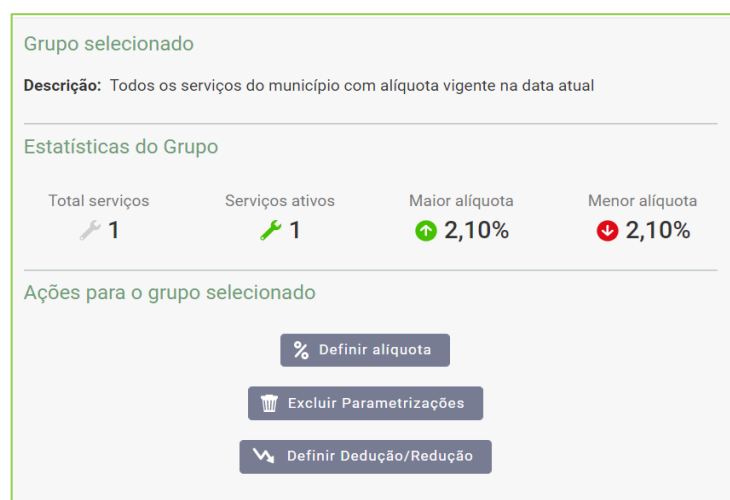 Grupo selecionado
Descrição: Todos os serviços do município com alíquota vigente na data atual
Estatísticas do Grupo
Total serviços
1
Serviços ativos
1
Maior alíquota
2,10%
Menor alíquota
2,10%
Ações para o grupo selecionado
Definir alíquota
Excluir Parametrizações
Definir Dedução/Redução